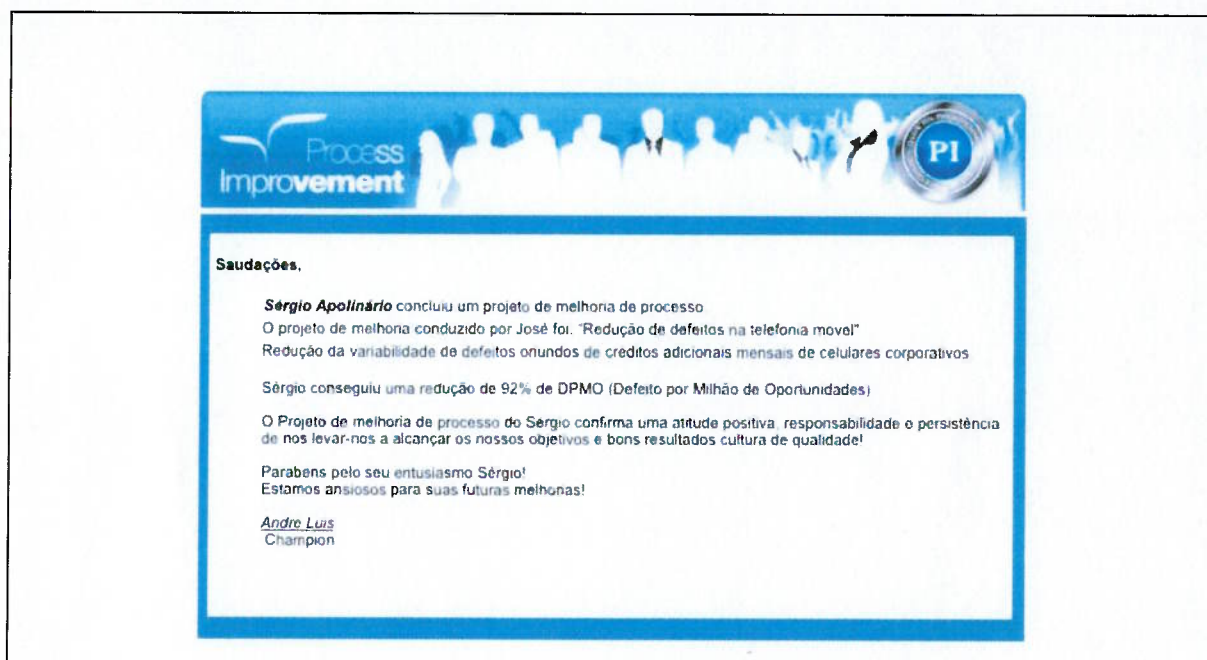 Process
Improvement
PI
Saudações,
Sérgio Apolinário concluiu um projeto de melhoria de processo
O projeto de melhoria conduzido por José foi. "Redução de defeitos na telefonia movel"
Redução da variabilidade de defeitos onundos de creditos adicionais mensais de celulares corporativos
Sérgio conseguiu uma redução de 92% de DPMO (Defeito por Milhão de Oportunidades)
O Projeto de melhoria de processo do Sergio confirma uma atitude positiva, responsabilidade e persistência
de nos levar-nos a alcançar os nossos objetivos e bons resultados cultura de qualidade!
Parabens pelo seu entusiasmo Sérgio!
Estamos ansiosos para suas futuras melhorias!
Andre Luis
Champion